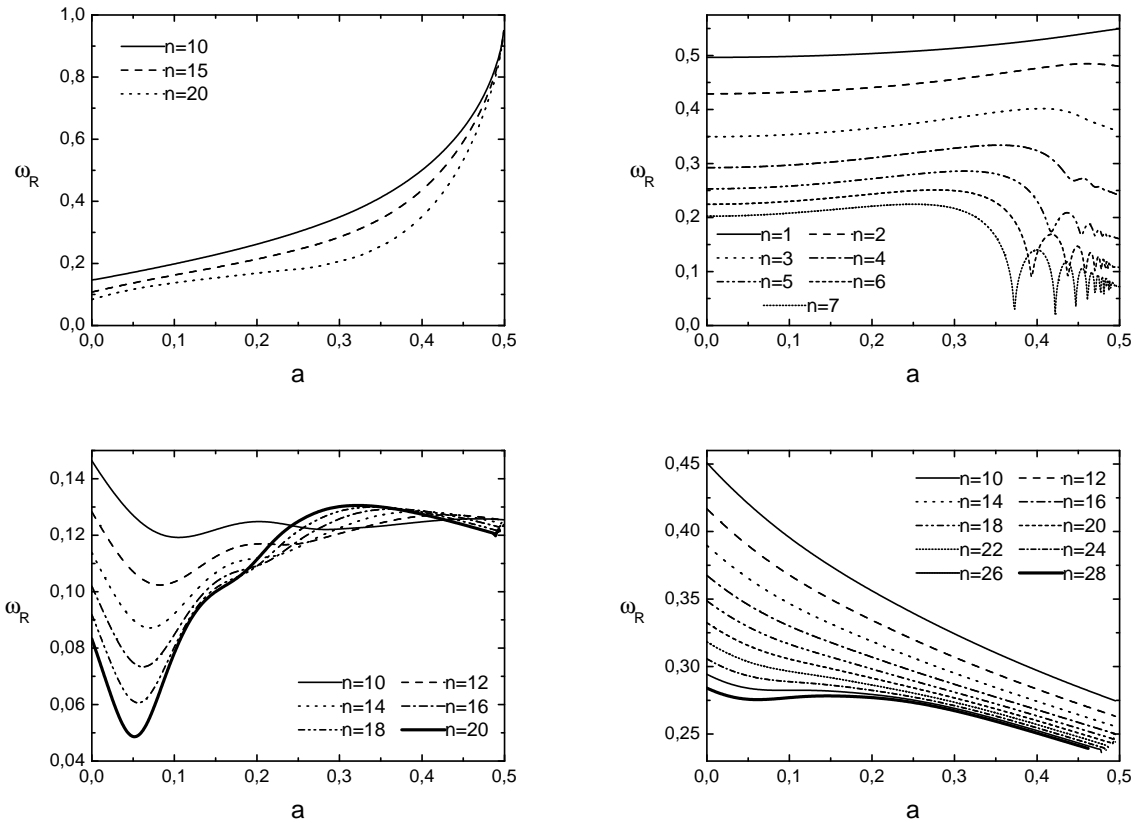 1,0
0,8
0,6
0,4
0,2
0,0
ωR
n=10
n=15
n=20
0,0 0,1 0,2 0,3 0,4 0,5
a
0,5
0,4
0,3
0,2
0,1
0,0
ωR
n=1 n=2
n=3 n=4
n=5 n=6
n=7
0,0 0,1 0,2 0,3 0,4 0,5
a
0,14
0,12
0,10
0,08
0,06
0,04
ωR
n=10 n=12
n=14 n=16
n=18 n=20
0,0 0,1 0,2 0,3 0,4 0,5
a
0,45
0,40
0,35
0,30
0,25
ωR
n=10 n=12
n=14 n=16
n=18 n=20
n=22 n=24
n=26 n=28
0,0 0,1 0,2 0,3 0,4 0,5
a